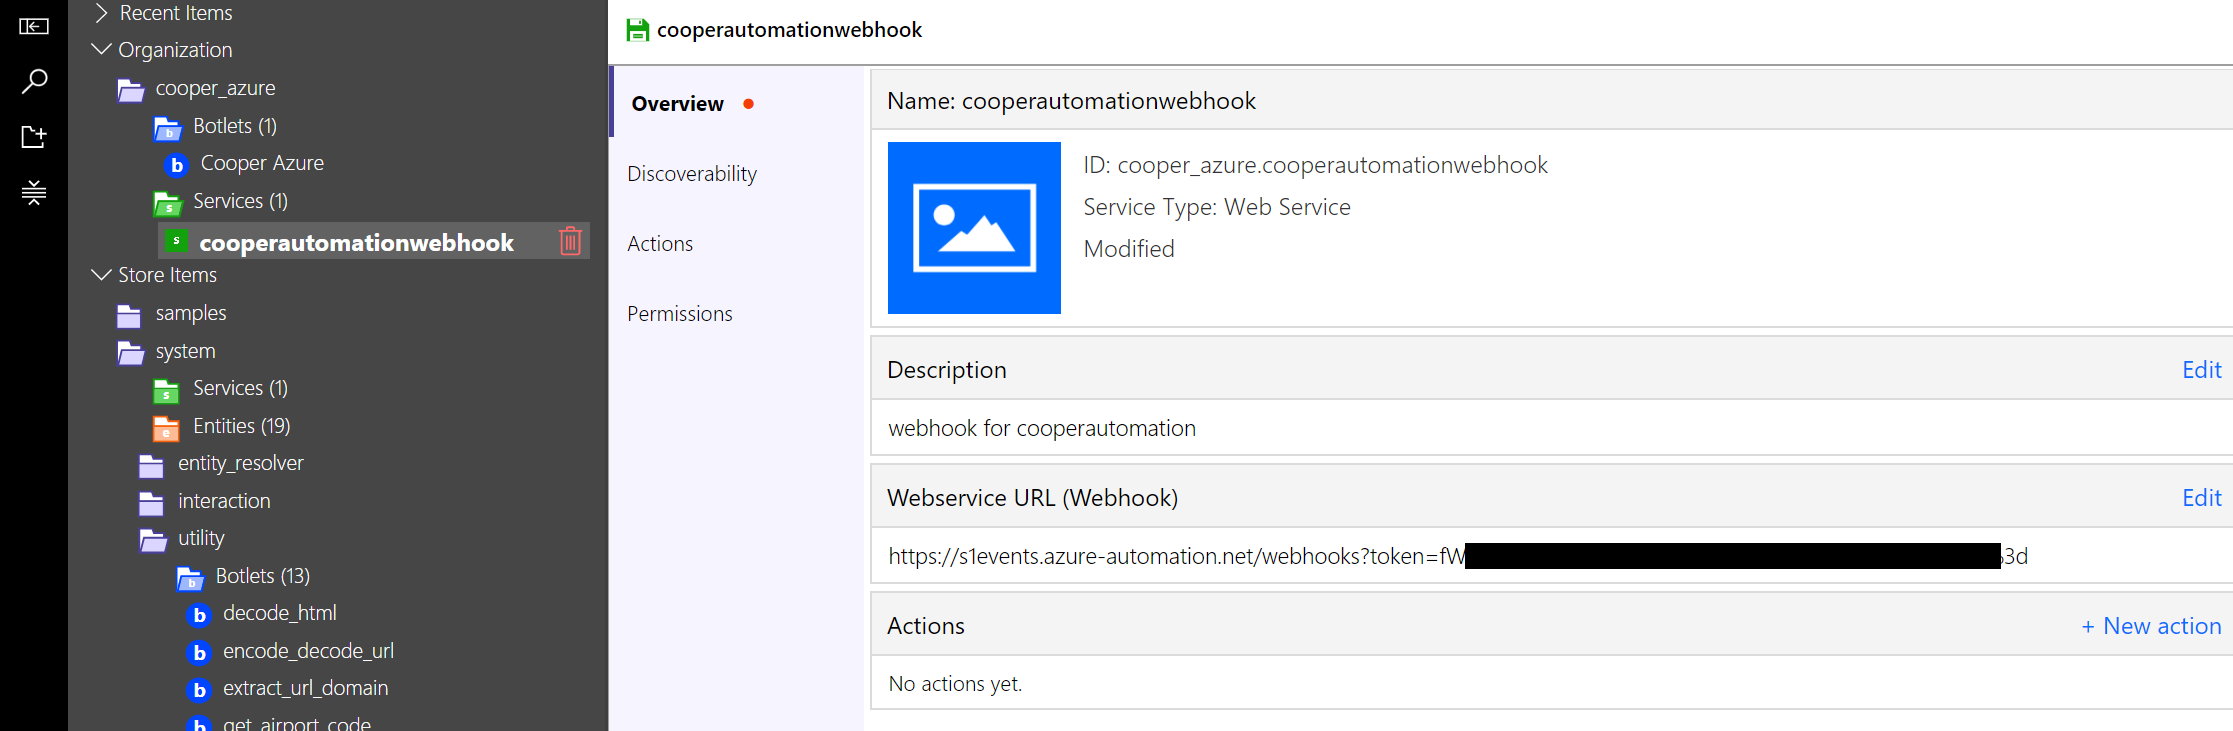 Recent Items
Organization
cooper_azure
b
Botlets (1)
b
Cooper Azure
s
Services (1)
s
cooperautomationwebhook
Store Items
samples
system
s
Services (1)
e
Entities (19)
entity_resolver
interaction
utility
b
Botlets (13)
b
decode_html
b
encode_decode_url
b
extract_url_domain
b
get_airport_code
cooperautomationwebhook
Overview
Discoverability
Actions
Permissions
Name: cooperautomationwebhook
ID: cooper_azure.cooperautomationwebhook
Service Type: Web Service
Modified
Description Edit
webhook for cooperautomation
Webservice URL (Webhook) Edit
https://s1events.azure-automation.net/webhooks?token=fW 3d
Actions + New action
No actions yet.